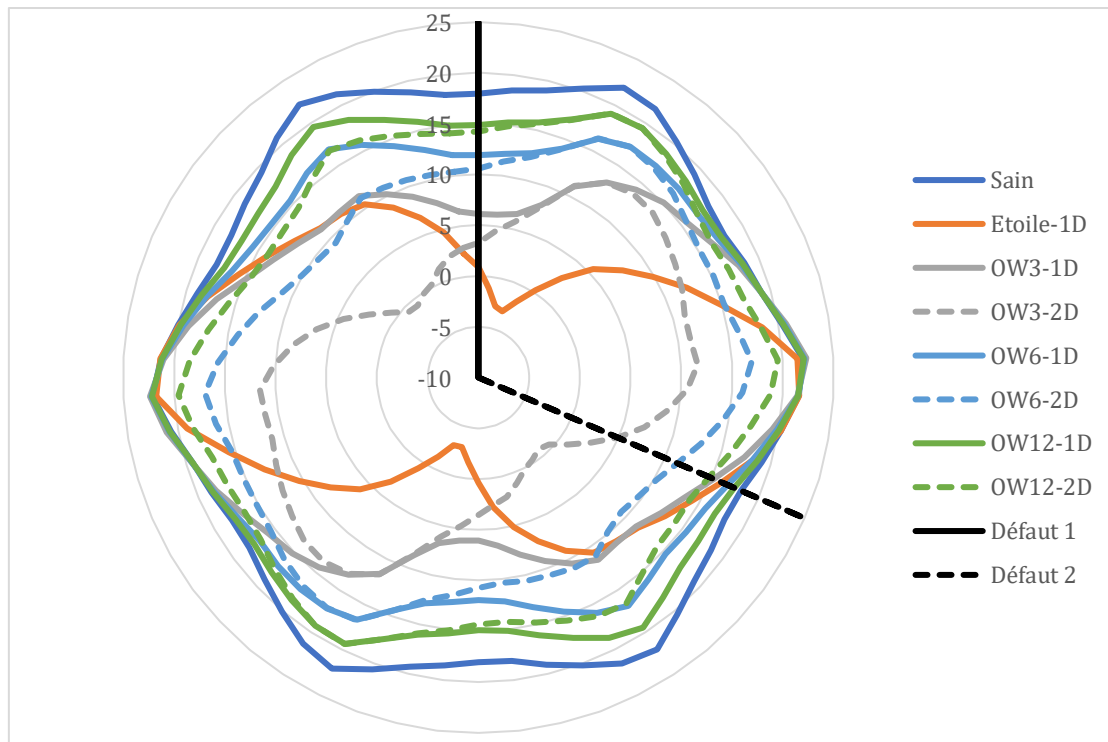 25
20
15
10
5
0
-5
-10
Sain
Etoile-1D
OW3-1D
OW3-2D
OW6-1D
OW6-2D
OW12-1D
OW12-2D
Défaut 1
Défaut 2